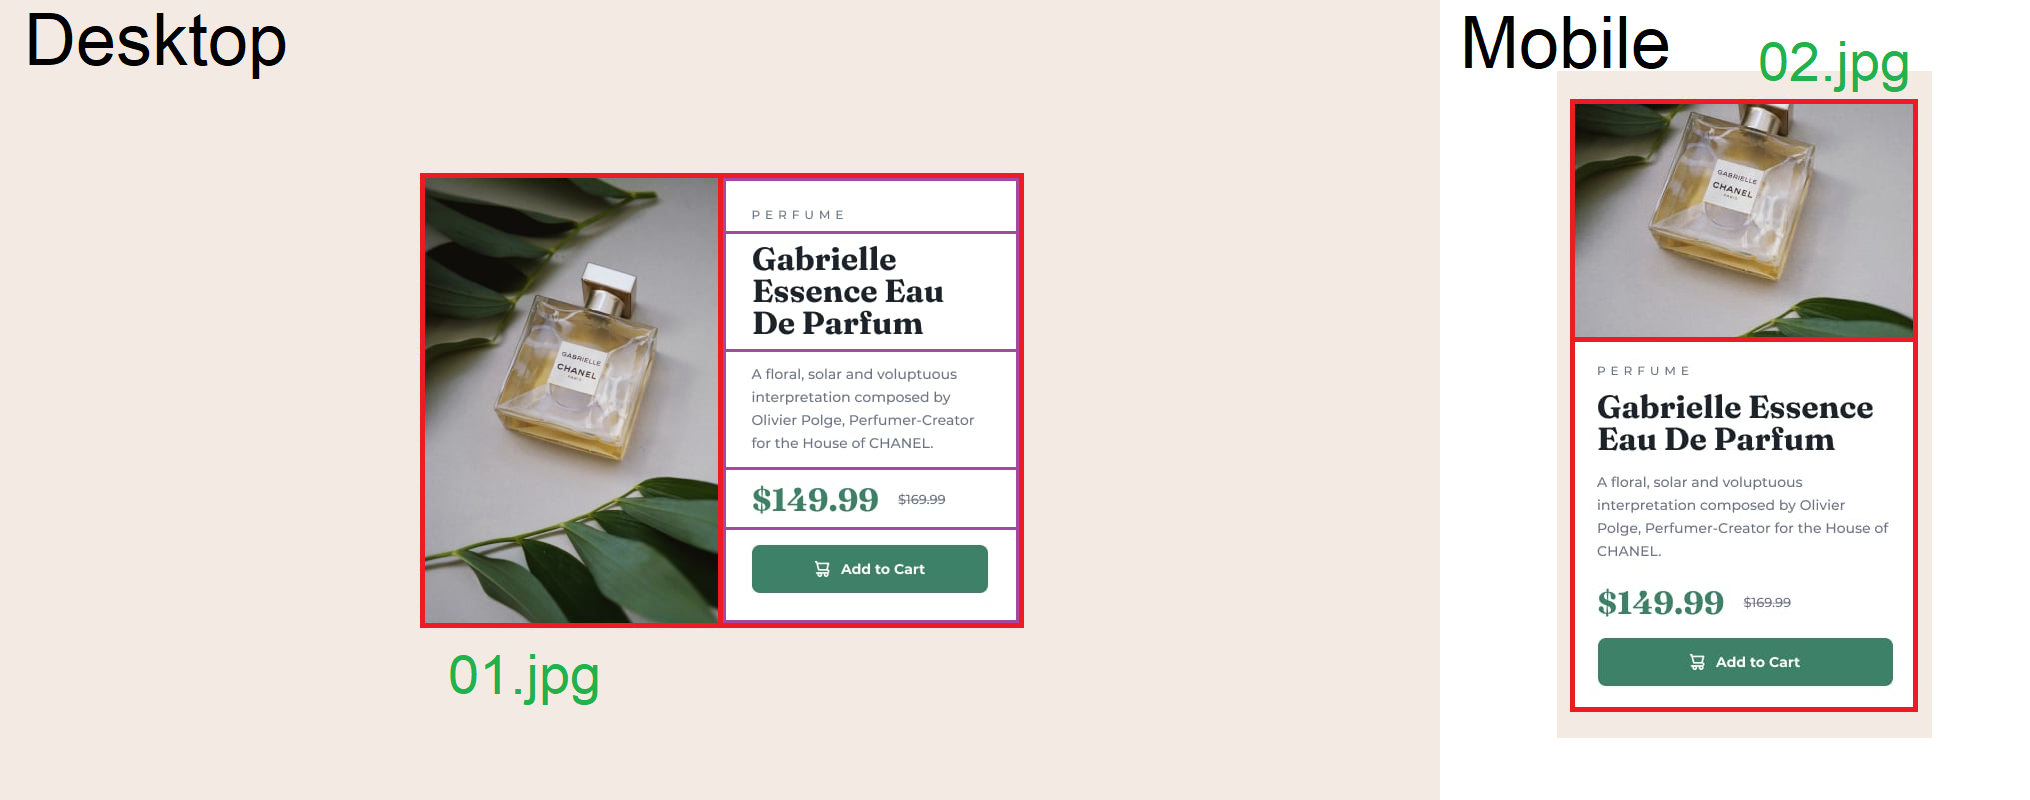 Desktop
Mobile
02.jpg
GABRIELLE
CHANEL
PARIS
PERFUME
Gabrielle
Essence Eau
De Parfum
A floral, solar and voluptuous
interpretation composed by
Olivier Polge, Perfumer-Creator
for the House of CHANEL.
$149.99 $169.99
Add to Cart
01.jpg
GABRIELLE
CHANEL
PARIS
PERFUME
Gabrielle Essence
Eau De Parfum
A floral, solar and voluptuous
interpretation composed by Olivier
Polge, Perfumer-Creator for the House of
CHANEL.
$149.99 $169.99
Add to Cart